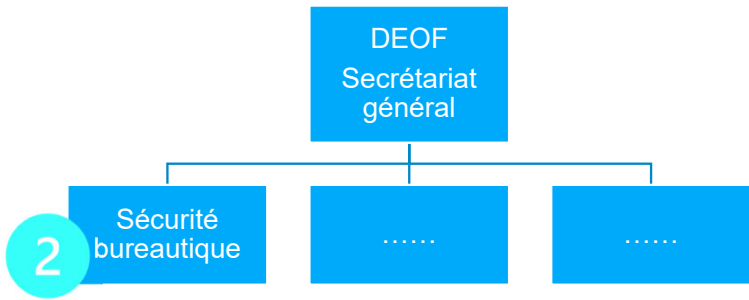 DEOF
Secrétariat
général
Sécurité
bureautique
……
……
2